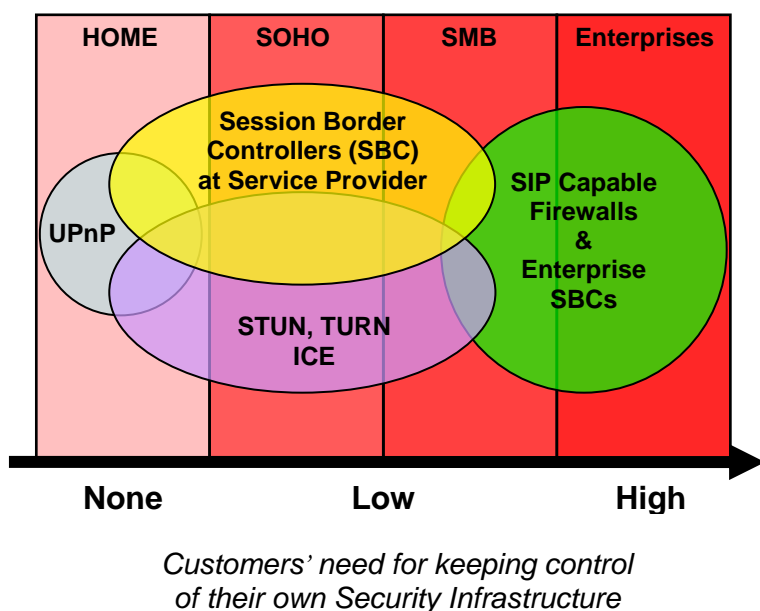 HOME SOHO SMB Enterprises
Session Border
Controllers (SBC)
at Service Provider
UPnP
SIP Capable
Firewalls
&
Enterprise
SBCs
STUN, TURN
ICE
None Low High
Customers’ need for keeping control
of their own Security Infrastructure